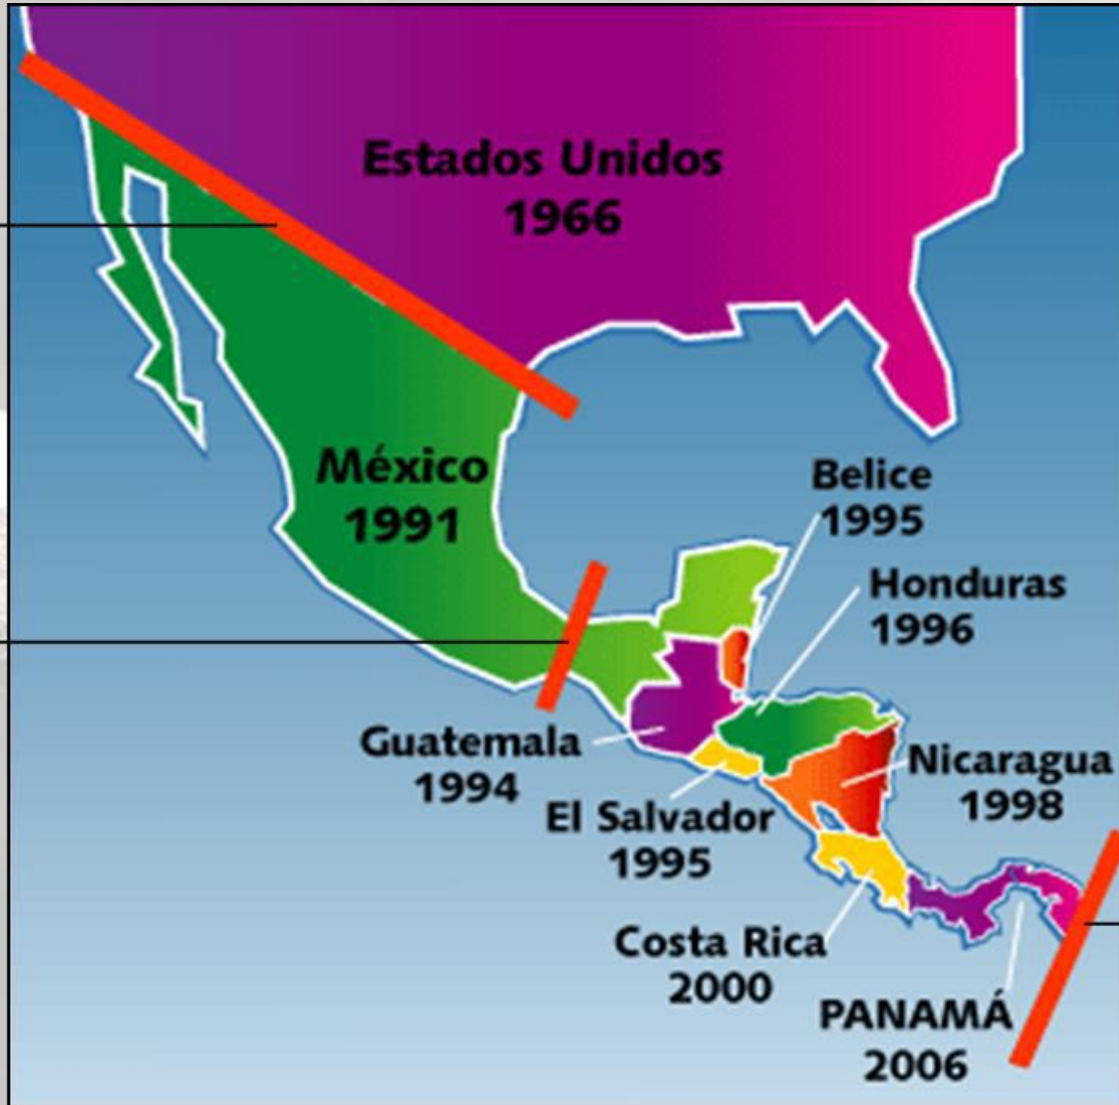 Estados Unidos
1966
México
1991
Belice
1995
Honduras
1996
Guatemala
1994
El Salvador
1995
Nicaragua
1998
Costa Rica
2000
PANAMÁ
2006